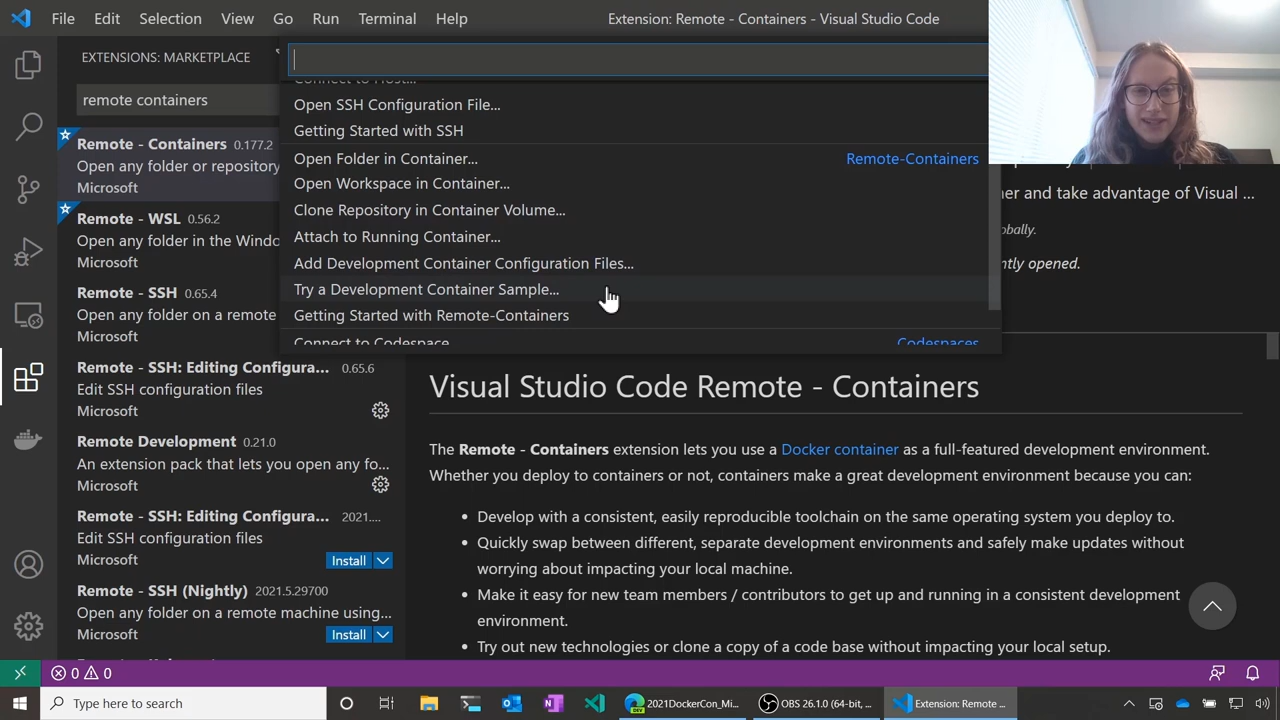 File Edit Selection View Go Run Terminal Help
Extension: Remote - Containers - Visual Studio Code
EXTENSIONS: MARKETPLACE
remote containers
Remote - Containers 0.177.2
Open any folder or repository
Microsoft
Remote - WSL 0.56.2
Open any folder in the Windo
Microsoft
Remote - SSH 0.65.4
Open any folder on a remot
Microsoft
Remote - SSH: Editing Configura... 0.65.6
Edit SSH configuration files
Microsoft
Remote Development 0.21.0
An extension pack that lets you open any fo...
Microsoft
Remote - SSH: Editing Configura... 2021....
Edit SSH configuration files
Microsoft
Install
Remote - SSH (Nightly) 2021.5.29700
Open any folder on a remote machine using...
Microsoft
Install
Connect to Host...
Open SSH Configuration File...
Getting Started with SSH
Open Folder in Container... Remote-Containers
Open Workspace in Container...
Clone Repository in Container Volume...
Attach to Running Container...
Add Development Container Configuration Files...
Try a Development Container Sample...
Getting Started with Remote-Containers
Connect to Codespace Codespaces
ner and take advantage of Visual ...
obally.
ntly opened.
Visual Studio Code Remote - Containers
The Remote - Containers extension lets you use a Docker container as a full-featured development environment.
Whether you deploy to containers or not, containers make a great development environment because you can:
• Develop with a consistent, easily reproducible toolchain on the same operating system you deploy to.
• Quickly swap between different, separate development environments and safely make updates without
worrying about impacting your local machine.
• Make it easy for new team members / contributors to get up and running in a consistent development
environment.
• Try out new technologies or clone a copy of a code base without impacting your local setup.
0 0
Type here to search
2021DockerCon_Mi...
OBS 26.1.0 (64-bit, ...
Extension: Remote ...